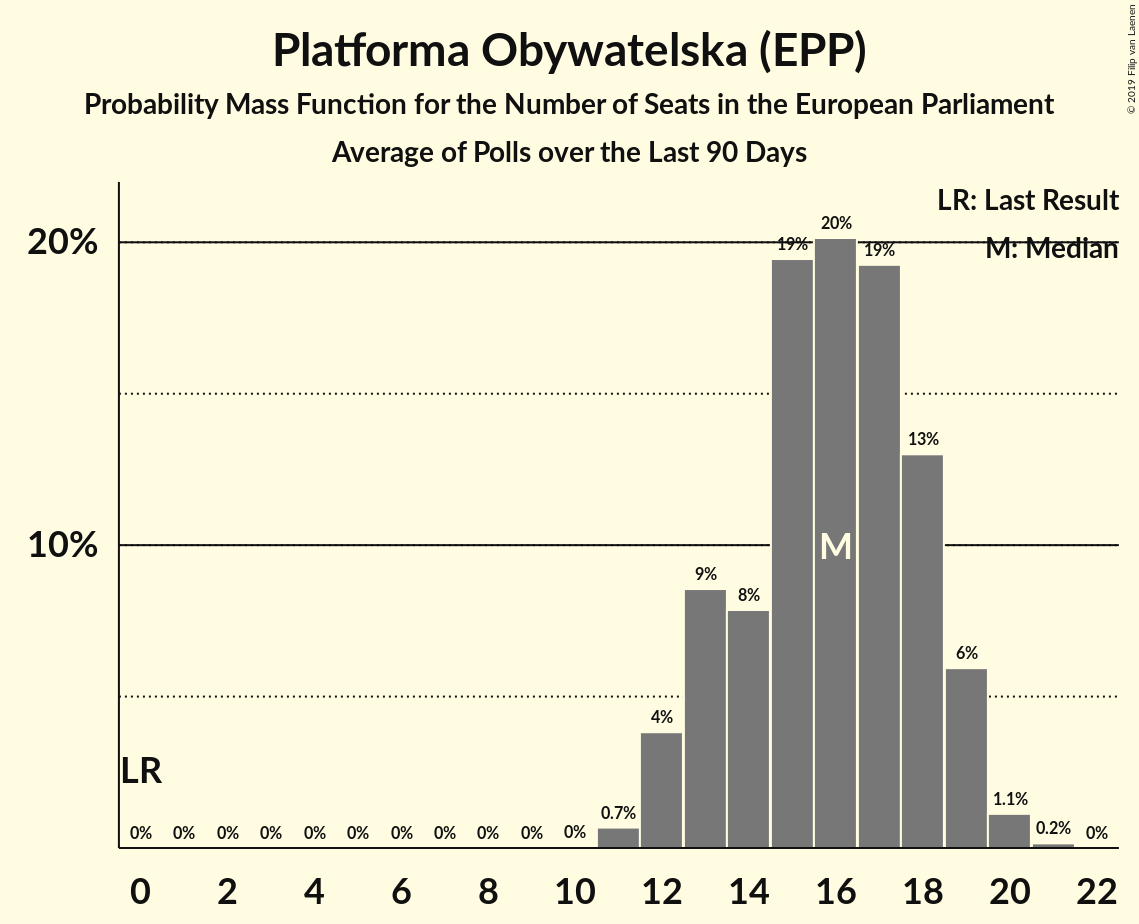 Platforma Obywatelska (EPP)
Probability Mass Function for the Number of Seats in the European Parliament
Average of Polls over the Last 90 Days
© 2019 Filip van Laenen
LR: Last Result
M: Median
20%
10%
20%
19%
19%
13%
9%
8%
6%
4%
1.1%
0.7%
0.2%
M
LR
0% 0% 0% 0% 0% 0% 0% 0% 0% 0% 0% 0%
0 2 4 6 8 10 12 14 16 18 20 22